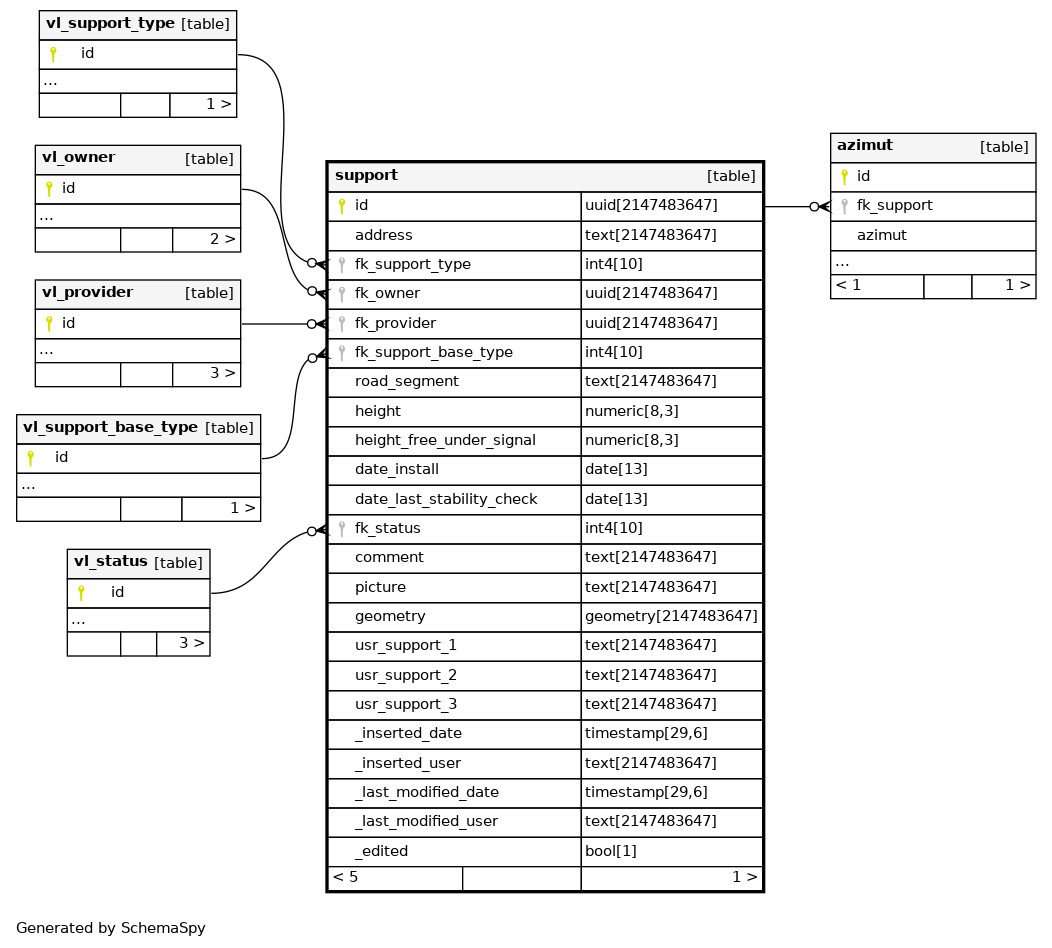 vl_support_type [table]
id
...
1 >
vl_owner [table]
id
...
2 >
vl_provider [table]
id
...
3 >
vl_support_base_type [table]
id
...
1 >
vl_status [table]
id
...
3 >
support [table]
id uuid[2147483647]
address text[2147483647]
fk_support_type int4[10]
fk_owner uuid[2147483647]
fk_provider uuid[2147483647]
fk_support_base_type int4[10]
road_segment text[2147483647]
height numeric[8,3]
height_free_under_signal numeric[8,3]
date_install date[13]
date_last_stability_check date[13]
fk_status int4[10]
comment text[2147483647]
picture text[2147483647]
geometry geometry[2147483647]
usr_support_1 text[2147483647]
usr_support_2 text[2147483647]
usr_support_3 text[2147483647]
_inserted_date timestamp[29,6]
_inserted_user text[2147483647]
_last_modified_date timestamp[29,6]
_last_modified_user text[2147483647]
_edited bool[1]
< 5 1 >
azimut [table]
id
fk_support
azimut
...
< 1 1 >
Generated by SchemaSpy